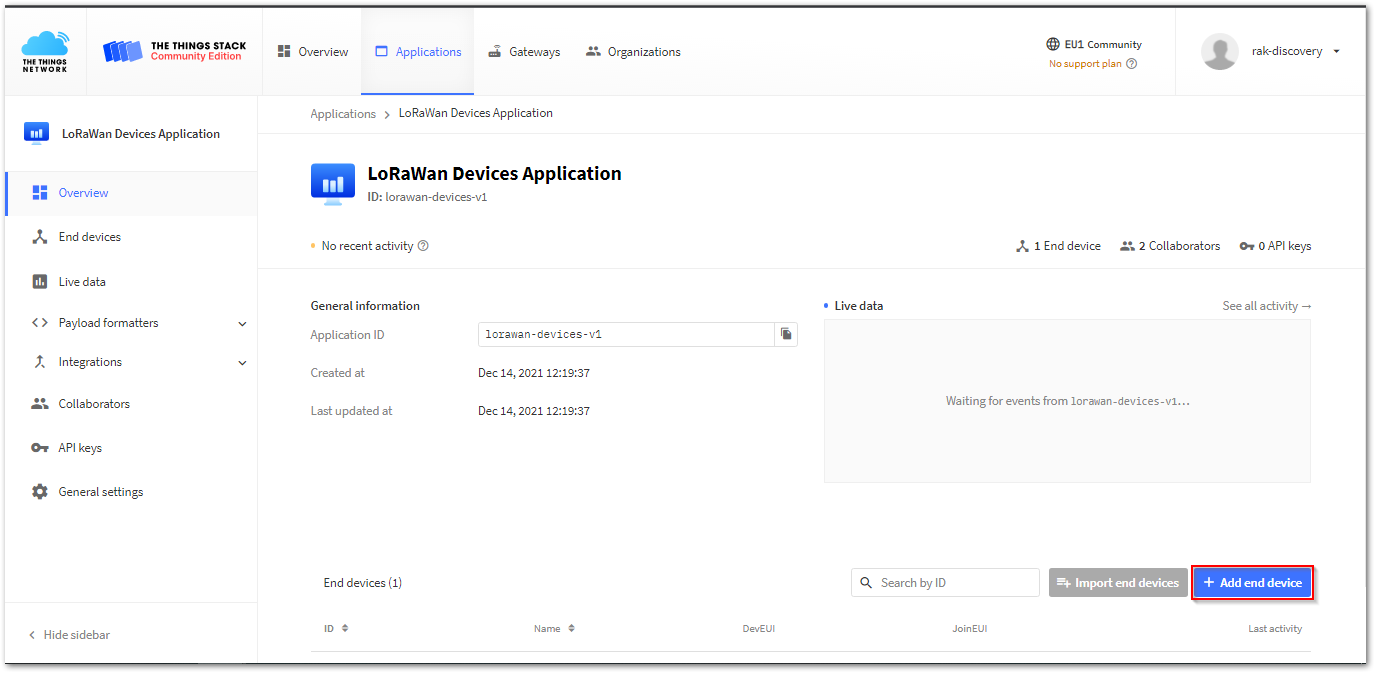 THE THINGS
NETWORK
THE THINGS STACK
Community Edition
Overview
Applications
Gateways
Organizations
EU1 Community
No support plan
rak-discovery
LoRaWan Devices Application
Overview
End devices
Live data
Payload formatters
Integrations
Collaborators
API keys
General settings
Hide sidebar
Applications > LoRaWan Devices Application
LoRaWan Devices Application
ID: lorawan-devices-v1
No recent activity
1 End device
2 Collaborators
0 API keys
General information
Application ID
lorawan-devices-v1
Created at
Dec 14, 2021 12:19:37
Last updated at
Dec 14, 2021 12:19:37
Live data
See all activity →
Waiting for events from lorawan-devices-v1...
End devices (1)
Search by ID
Import end devices
+ Add end device
ID
Name
DevEUI
JoinEUI
Last activity